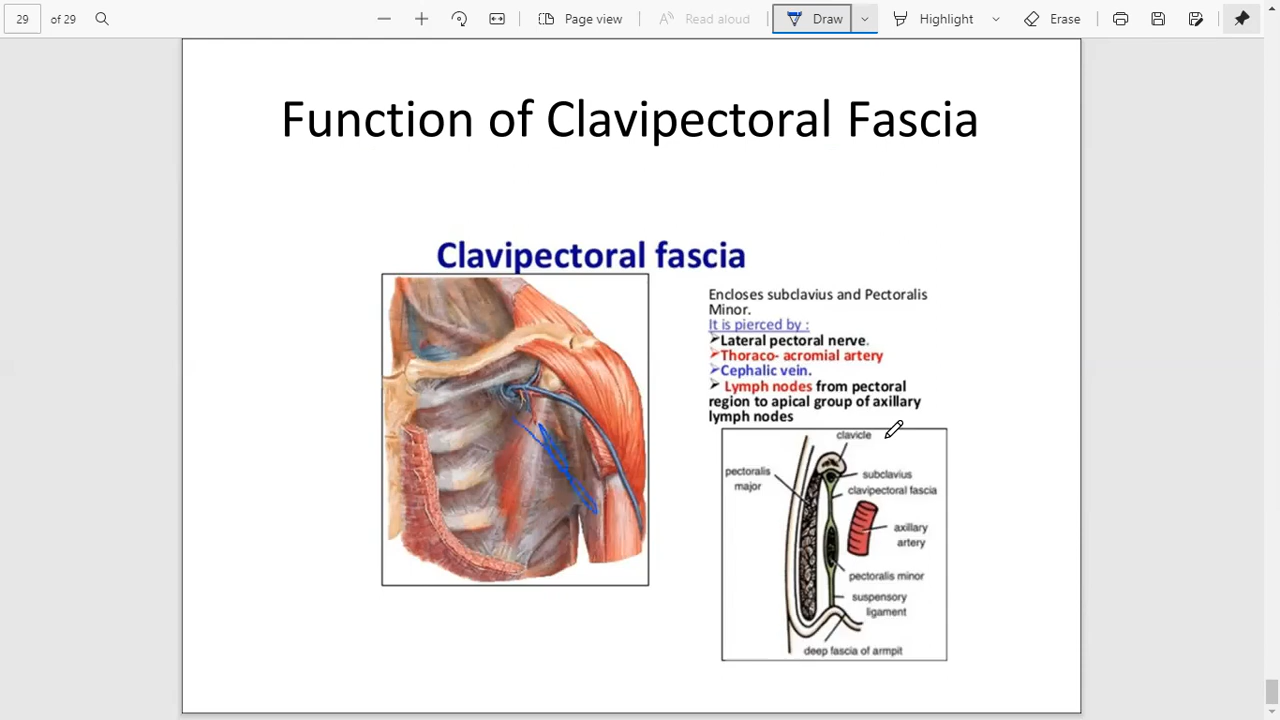 29 of 29 Page view Read aloud Draw Highlight Erase
Function of Clavipectoral Fascia
Clavipectoral fascia
Encloses subclavius and Pectoralis
Minor.
It is pierced by :
➢Lateral pectoral nerve.
➢Thoraco- acromial artery
➢Cephalic vein.
➢ Lymph nodes from pectoral
region to apical group of axillary
lymph nodes
clavicle
pectoralis
major
subclavius
clavipectoral fascia
axillary
artery
pectoralis minor
suspensory
ligament
deep fascia of armpit